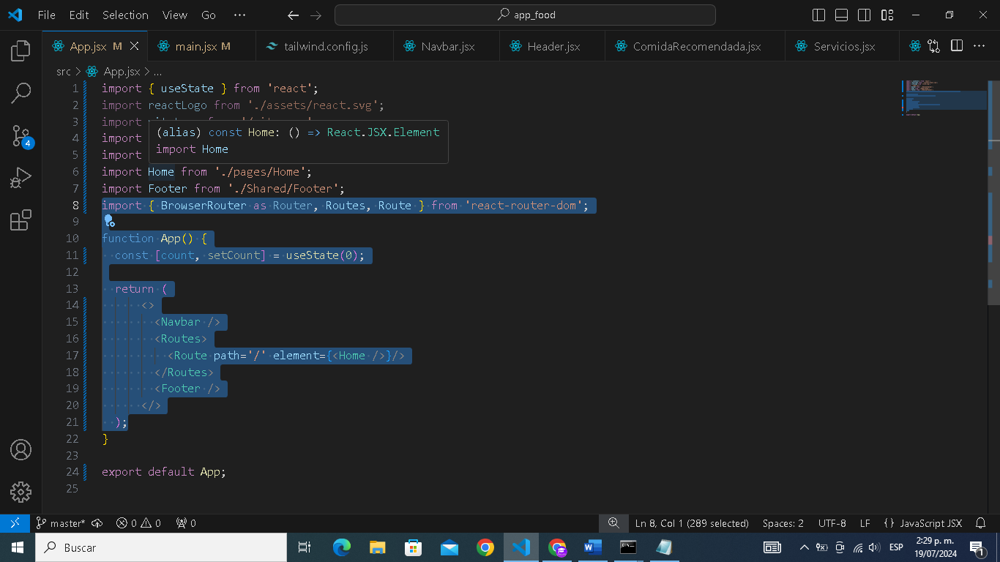 File Edit Selection View Go ··· app_food
App.jsx M main.jsx M tailwind.config.js Navbar.jsx Header.jsx ComidaRecomendada.jsx Servicios.jsx
src > App.jsx > ...
1 import { useState } from 'react';
2 import reactLogo from './assets/react.svg';
3 import
4 import
(alias) const Home: () => React.JSX.Element
5 import
import Home
6 import Home from './pages/Home';
7 import Footer from './Shared/Footer';
8 import { BrowserRouter as Router, Routes, Route } from 'react-router-dom';
9
10 function App() {
11 const [count, setCount] = useState(0);
12
13 return (
14 <>
15 <Navbar />
16 <Routes>
17 <Route path='/' element={<Home />}/>
18 </Routes>
19 <Footer />
20 </>
21 );
22 }
23
24 export default App;
25
4
master* 0 0 0 Ln 8, Col 1 (289 selected) Spaces: 2 UTF-8 LF {} JavaScript JSX
Buscar ESP 2:29 p. m.
19/07/2024 1